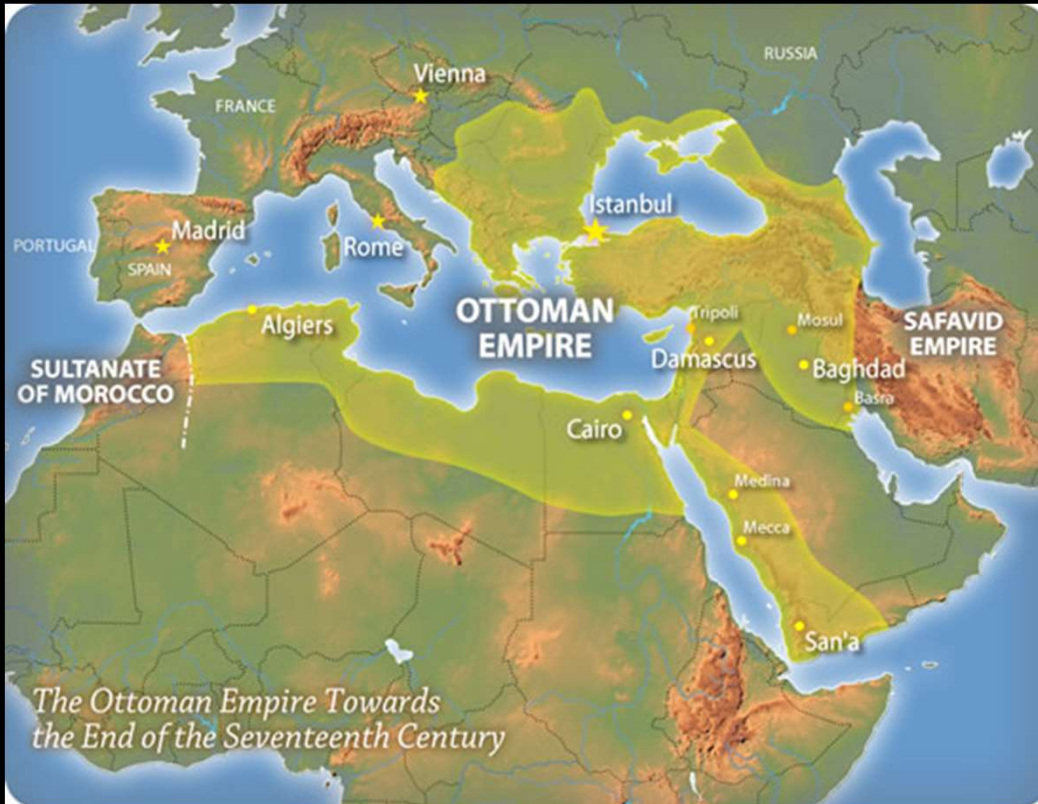 RUSSIA
Vienna
FRANCE
Istanbul
Madrid
PORTUGAL
Rome
SPAIN
OTTOMAN
EMPIRE
Algiers
Tripoli
Mosul
SAFAVID
EMPIRE
Damascus
Baghdad
SULTANATE
OF MOROCCO
Basra
Cairo
Medina
Mecca
San'a
The Ottoman Empire Towards
the End of the Seventeenth Century